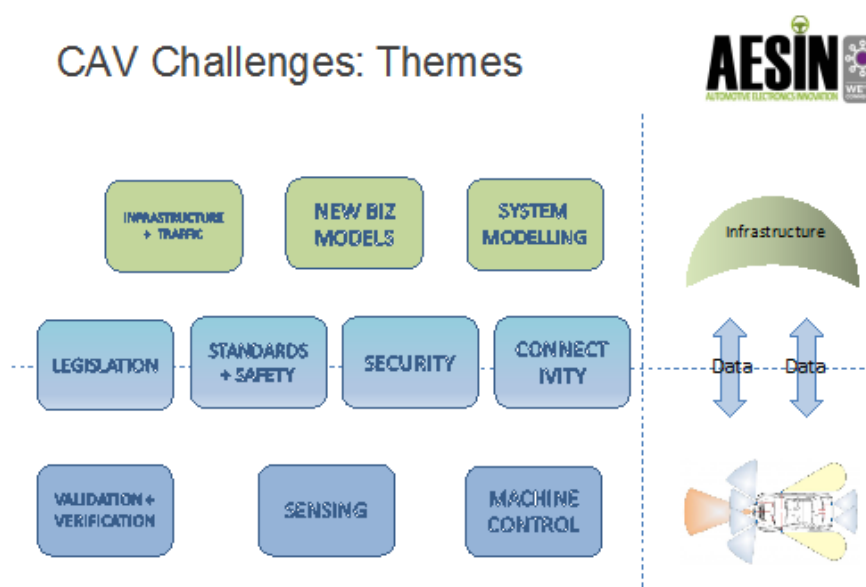 CAV Challenges: Themes
AESIN
AUTOMOTIVE ELECTRONICS INNOVATION
INFRASTRUCTURE
+ TRAFFIC
NEW BIZ
MODELS
SYSTEM
MODELLING
Infrastructure
LEGISLATION
STANDARDS
+ SAFETY
SECURITY
CONNECT
IVITY
Data
Data
VALIDATION +
VERIFICATION
SENSING
MACHINE
CONTROL